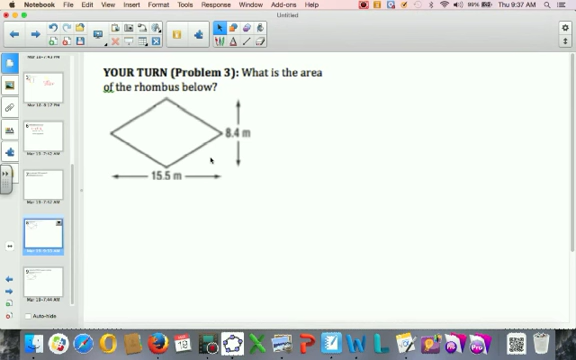 Notebook File Edit View Insert Format Tools Response Window Add-ons Help
99% Thu 9:37 AM
Untitled
YOUR TURN (Problem 3): What is the area
of the rhombus below?
8.4 m
15.5 m
Auto-hide